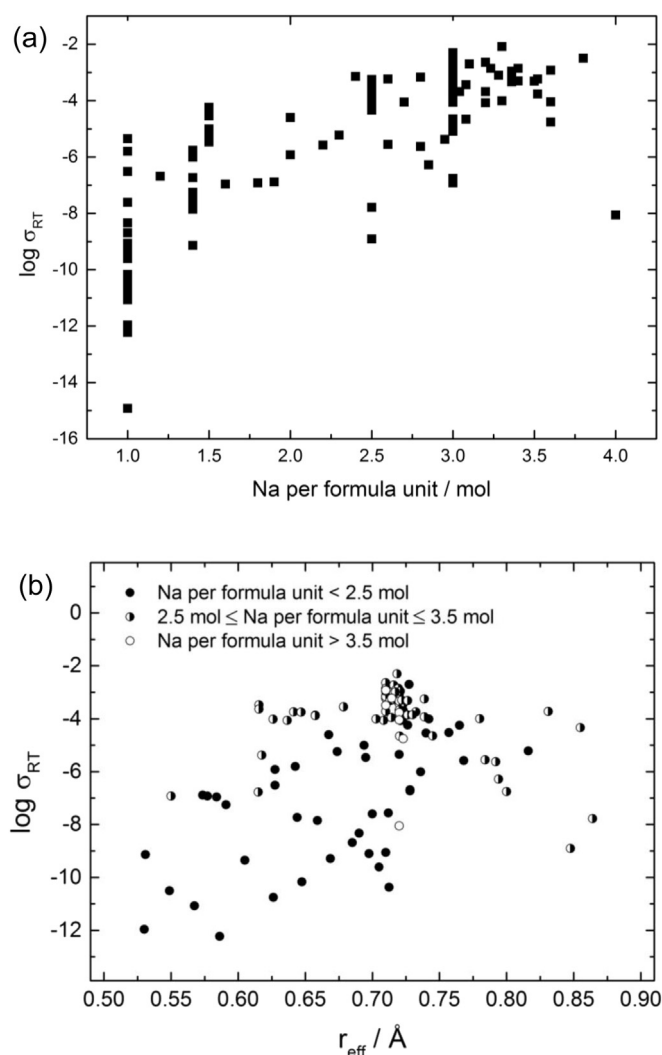 (a)
-2
-4
-6
-8
-10
-12
-14
-16
log σRT
1.0 1.5 2.0 2.5 3.0 3.5 4.0
Na per formula unit / mol
(b)
Na per formula unit < 2.5 mol
2.5 mol ≤ Na per formula unit ≤ 3.5 mol
Na per formula unit > 3.5 mol
0
-2
-4
-6
-8
-10
-12
log σRT
0.50 0.55 0.60 0.65 0.70 0.75 0.80 0.85 0.90
reff / Å